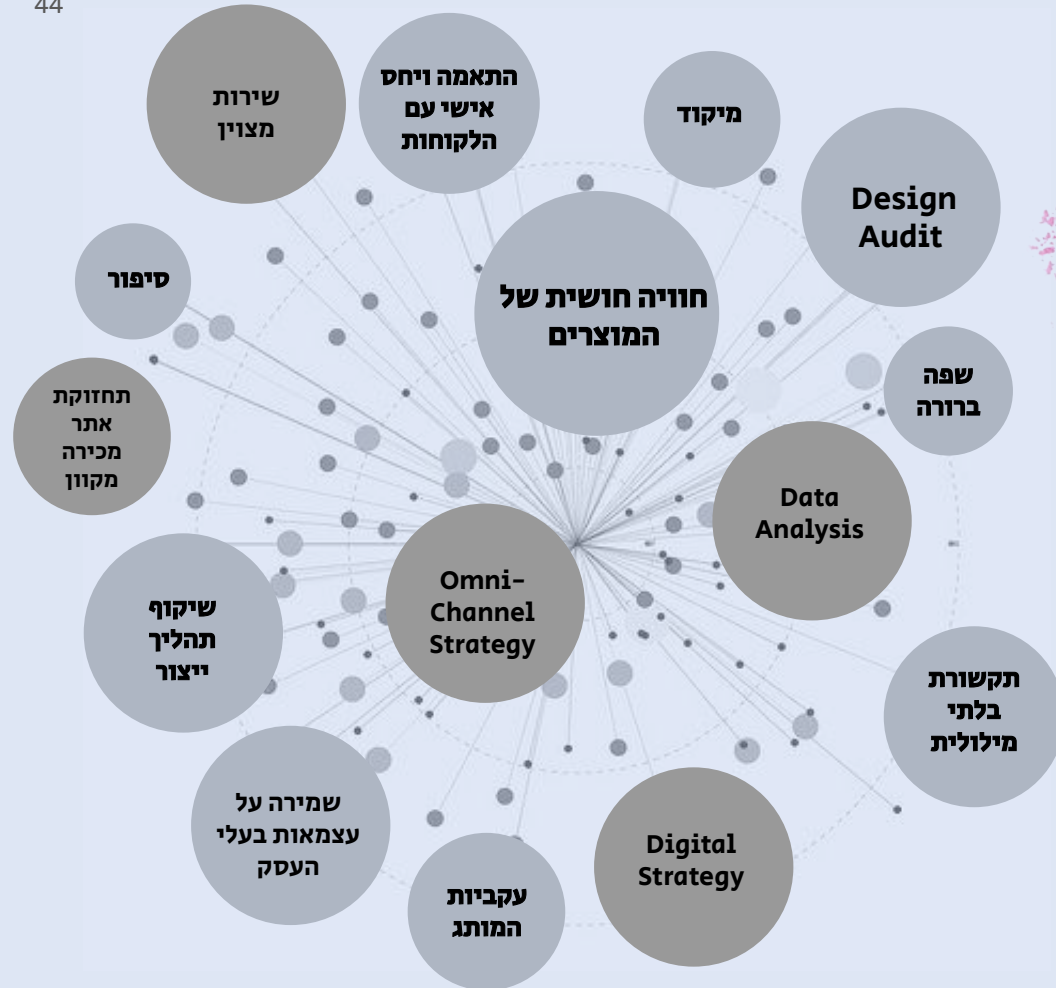 44
שירות
מצוין
התאמה ויחס
אישי עם
הלקוחות
מיקוד
Design
Audit
סיפור
חוויה חושית של
המוצרים
שפה
ברורה
תחזוקת
אתר
מכירה
מקוון
Data
Analysis
Omni-
Channel
Strategy
שיקוף
תהליך
ייצור
תקשורת
בלתי
מילולית
שמירה על
עצמאות בעלי
העסק
Digital
Strategy
עקביות
המותג